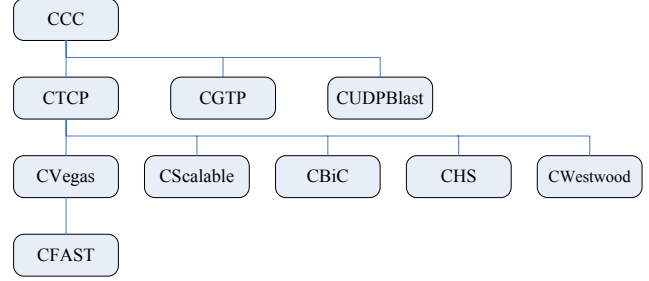 CCC
CTCP
CGTP
CUDPBlast
CVegas
CScalable
CBiC
CHS
CWestwood
CFAST